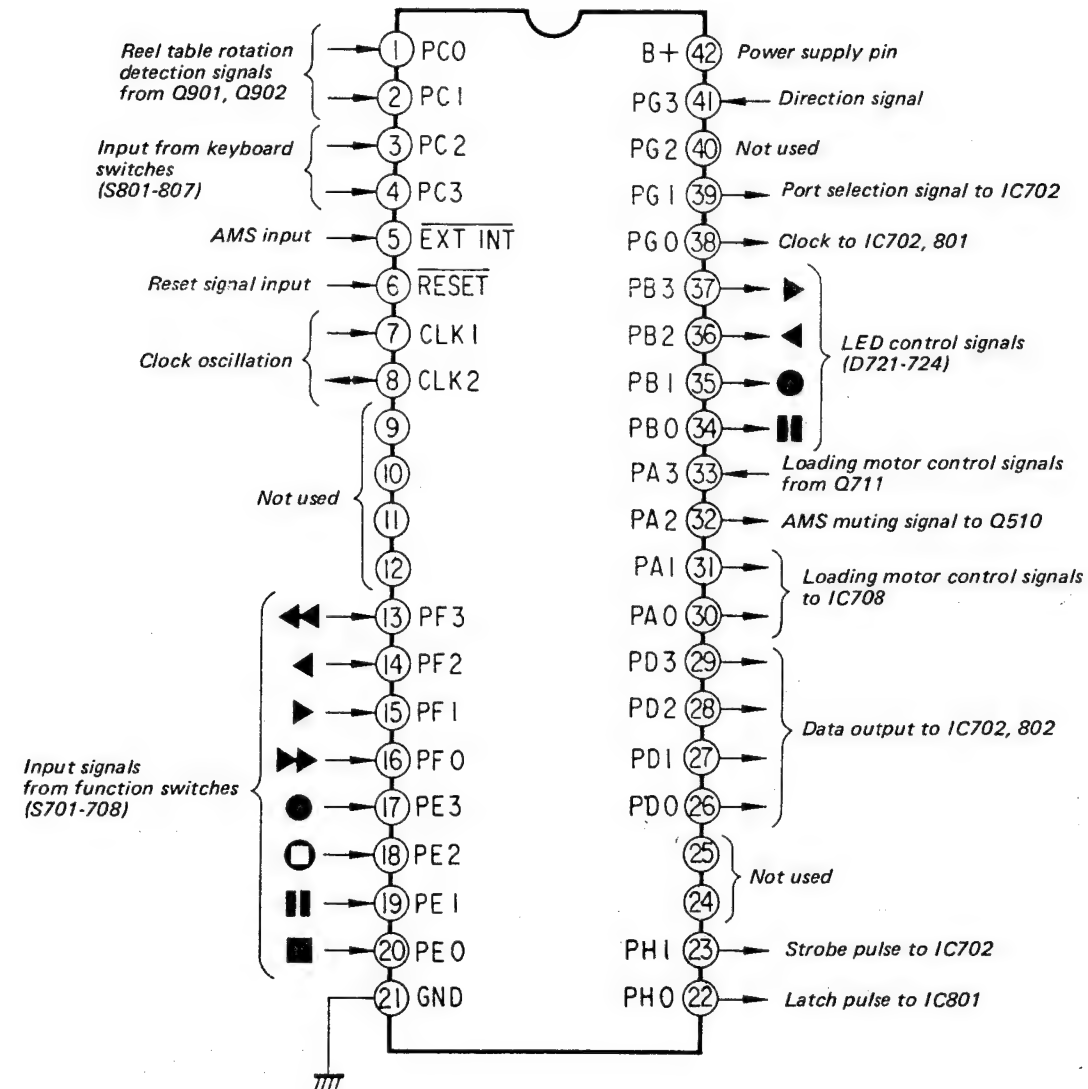 Reel table rotation
detection signals
from Q901, Q902
1 PC0
2 PC1
Input from keyboard
switches
(S801-807)
3 PC2
4 PC3
AMS input
5 EXT INT
Reset signal input
6 RESET
Clock oscillation
7 CLK1
8 CLK2
Not used
9
10
11
12
Input signals
from function switches
(S701-708)
◀◀ 13 PF3
◀ 14 PF2
▶ 15 PF1
▶▶ 16 PF0
● 17 PE3
18 PE2
19 PE1
■ 20 PE0
21 GND
B+ 42 Power supply pin
PG3 41 Direction signal
PG2 40 Not used
PG1 39 Port selection signal to IC702
PG0 38 Clock to IC702, 801
PB3 37 ▶
PB2 36 ◀
PB1 35 ●
PB0 34
LED control signals
(D721-724)
PA3 33 Loading motor control signals
from Q711
PA2 32 AMS muting signal to Q510
PA1 31
PA0 30
Loading motor control signals
to IC708
PD3 29
PD2 28
PD1 27
PD0 26
Data output to IC702, 802
25
24
Not used
PH1 23 Strobe pulse to IC702
PH0 22 Latch pulse to IC801